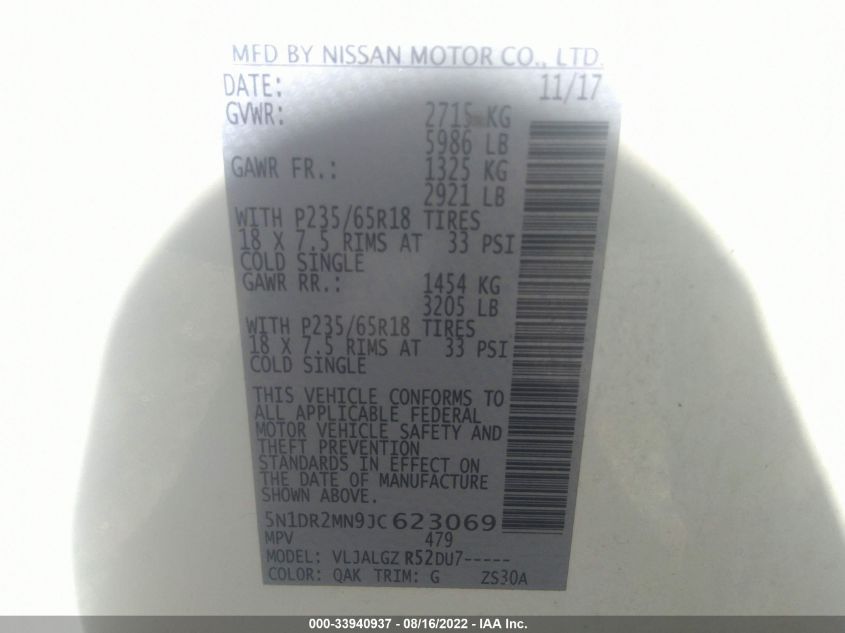 MFD BY NISSAN MOTOR CO., LTD.
DATE: 11/17
GVWR: 2715 KG
5986 LB
GAWR FR.: 1325 KG
2921 LB
WITH P235/65R18 TIRES
18 X 7.5 RIMS AT 33 PSI
COLD SINGLE
GAWR RR.: 1454 KG
3205 LB
WITH P235/65R18 TIRES
18 X 7.5 RIMS AT 33 PSI
COLD SINGLE
THIS VEHICLE CONFORMS TO
ALL APPLICABLE FEDERAL
MOTOR VEHICLE SAFETY AND
THEFT PREVENTION
STANDARDS IN EFFECT ON
THE DATE OF MANUFACTURE
SHOWN ABOVE.
5N1DR2MN9JC623069
MPV 479
MODEL: VLJALGZ R52DU7-----
COLOR: QAK TRIM: G ZS30A
000-33940937 - 08/16/2022 - IAA Inc.